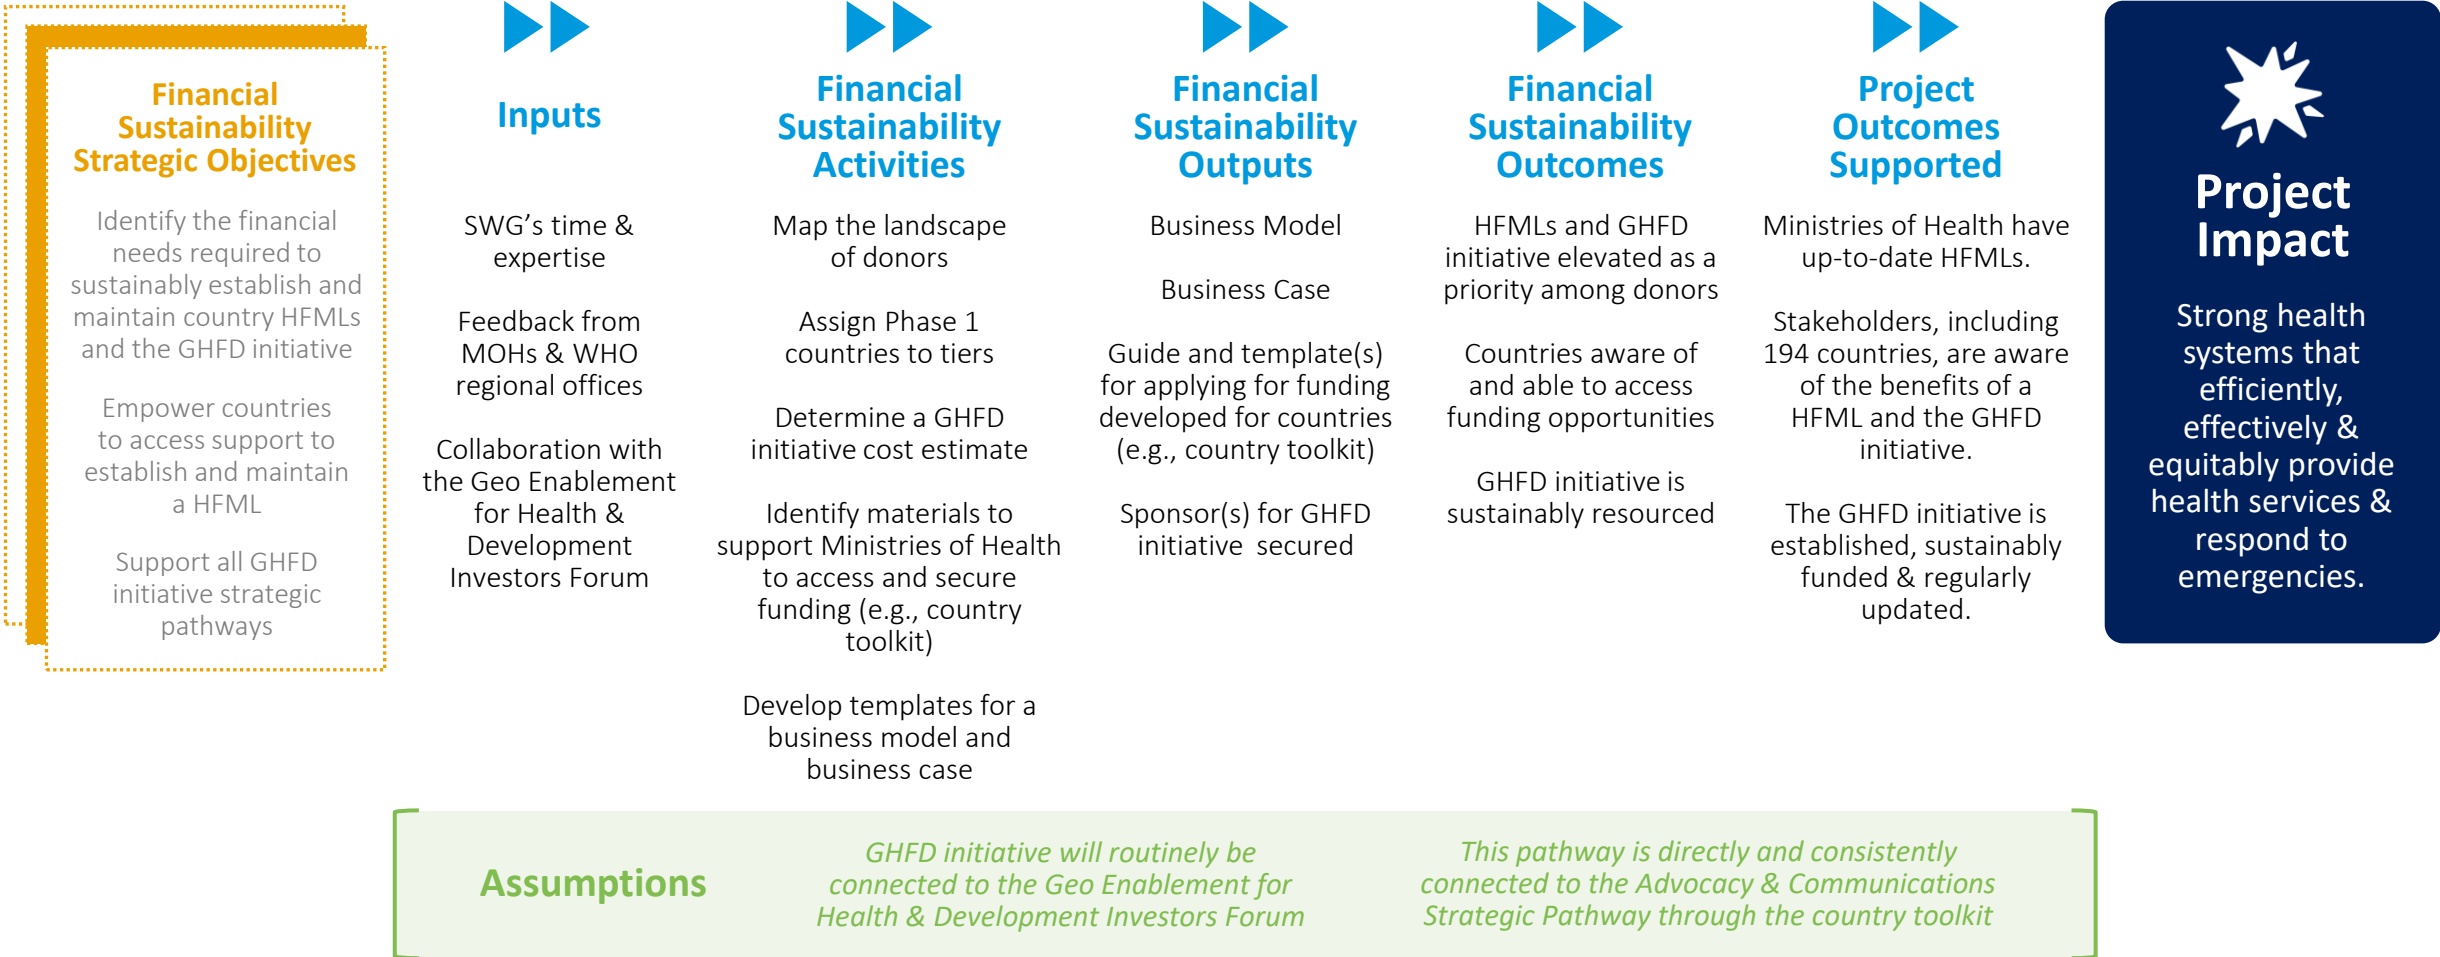 Financial
Sustainability
Strategic Objectives
Identify the financial
needs required to
sustainably establish and
maintain country HFMLs
and the GHFD initiative
Empower countries
to access support to
establish and maintain
a HFML
Support all GHFD
initiative strategic
pathways
Inputs
SWG’s time &
expertise
Feedback from
MOHs & WHO
regional offices
Collaboration with
the Geo Enablement
for Health &
Development
Investors Forum
Financial
Sustainability
Activities
Map the landscape
of donors
Assign Phase 1
countries to tiers
Determine a GHFD
initiative cost estimate
Identify materials to
support Ministries of Health
to access and secure
funding (e.g., country
toolkit)
Develop templates for a
business model and
business case
Financial
Sustainability
Outputs
Business Model
Business Case
Guide and template(s)
for applying for funding
developed for countries
(e.g., country toolkit)
Sponsor(s) for GHFD
initiative secured
Financial
Sustainability
Outcomes
HFMLs and GHFD
initiative elevated as a
priority among donors
Countries aware of
and able to access
funding opportunities
GHFD initiative is
sustainably resourced
Project
Outcomes
Supported
Ministries of Health have
up-to-date HFMLs.
Stakeholders, including
194 countries, are aware
of the benefits of a
HFML and the GHFD
initiative.
The GHFD initiative is
established, sustainably
funded & regularly
updated.
Project
Impact
Strong health
systems that
efficiently,
effectively &
equitably provide
health services &
respond to
emergencies.
Assumptions
GHFD initiative will routinely be
connected to the Geo Enablement for
Health & Development Investors Forum
This pathway is directly and consistently
connected to the Advocacy & Communications
Strategic Pathway through the country toolkit